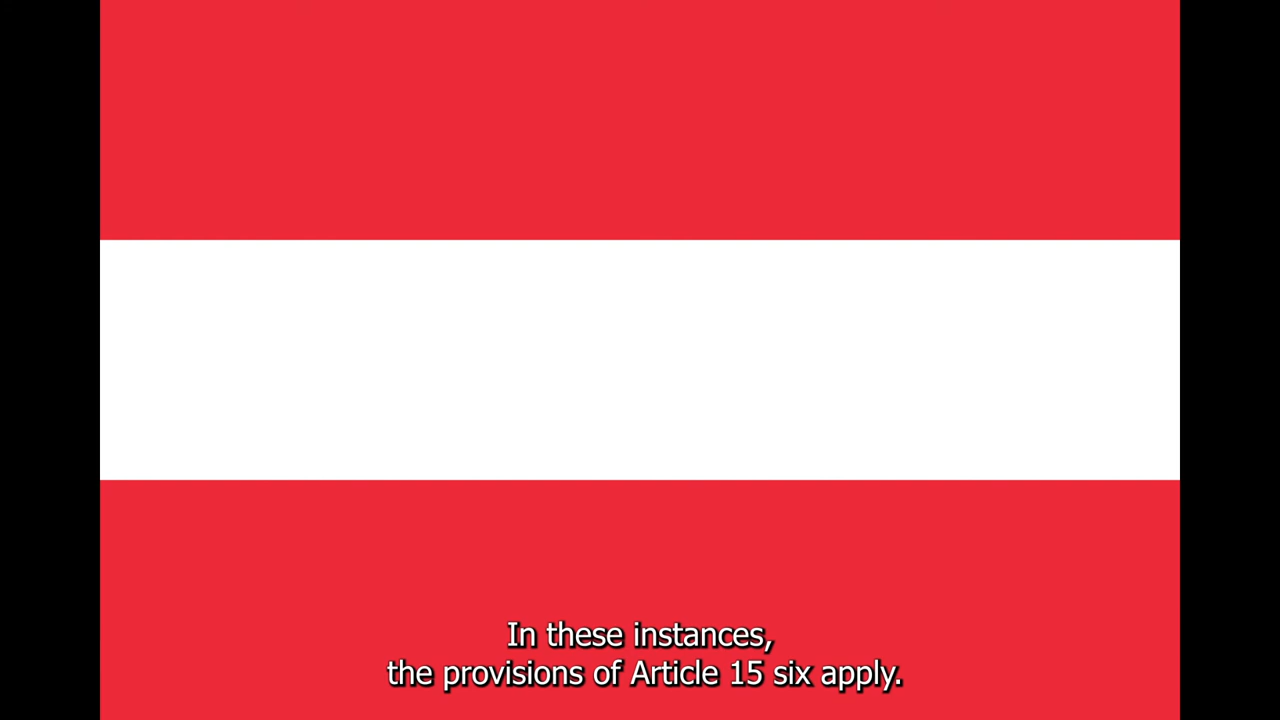 In these instances,
the provisions of Article 15 six apply.